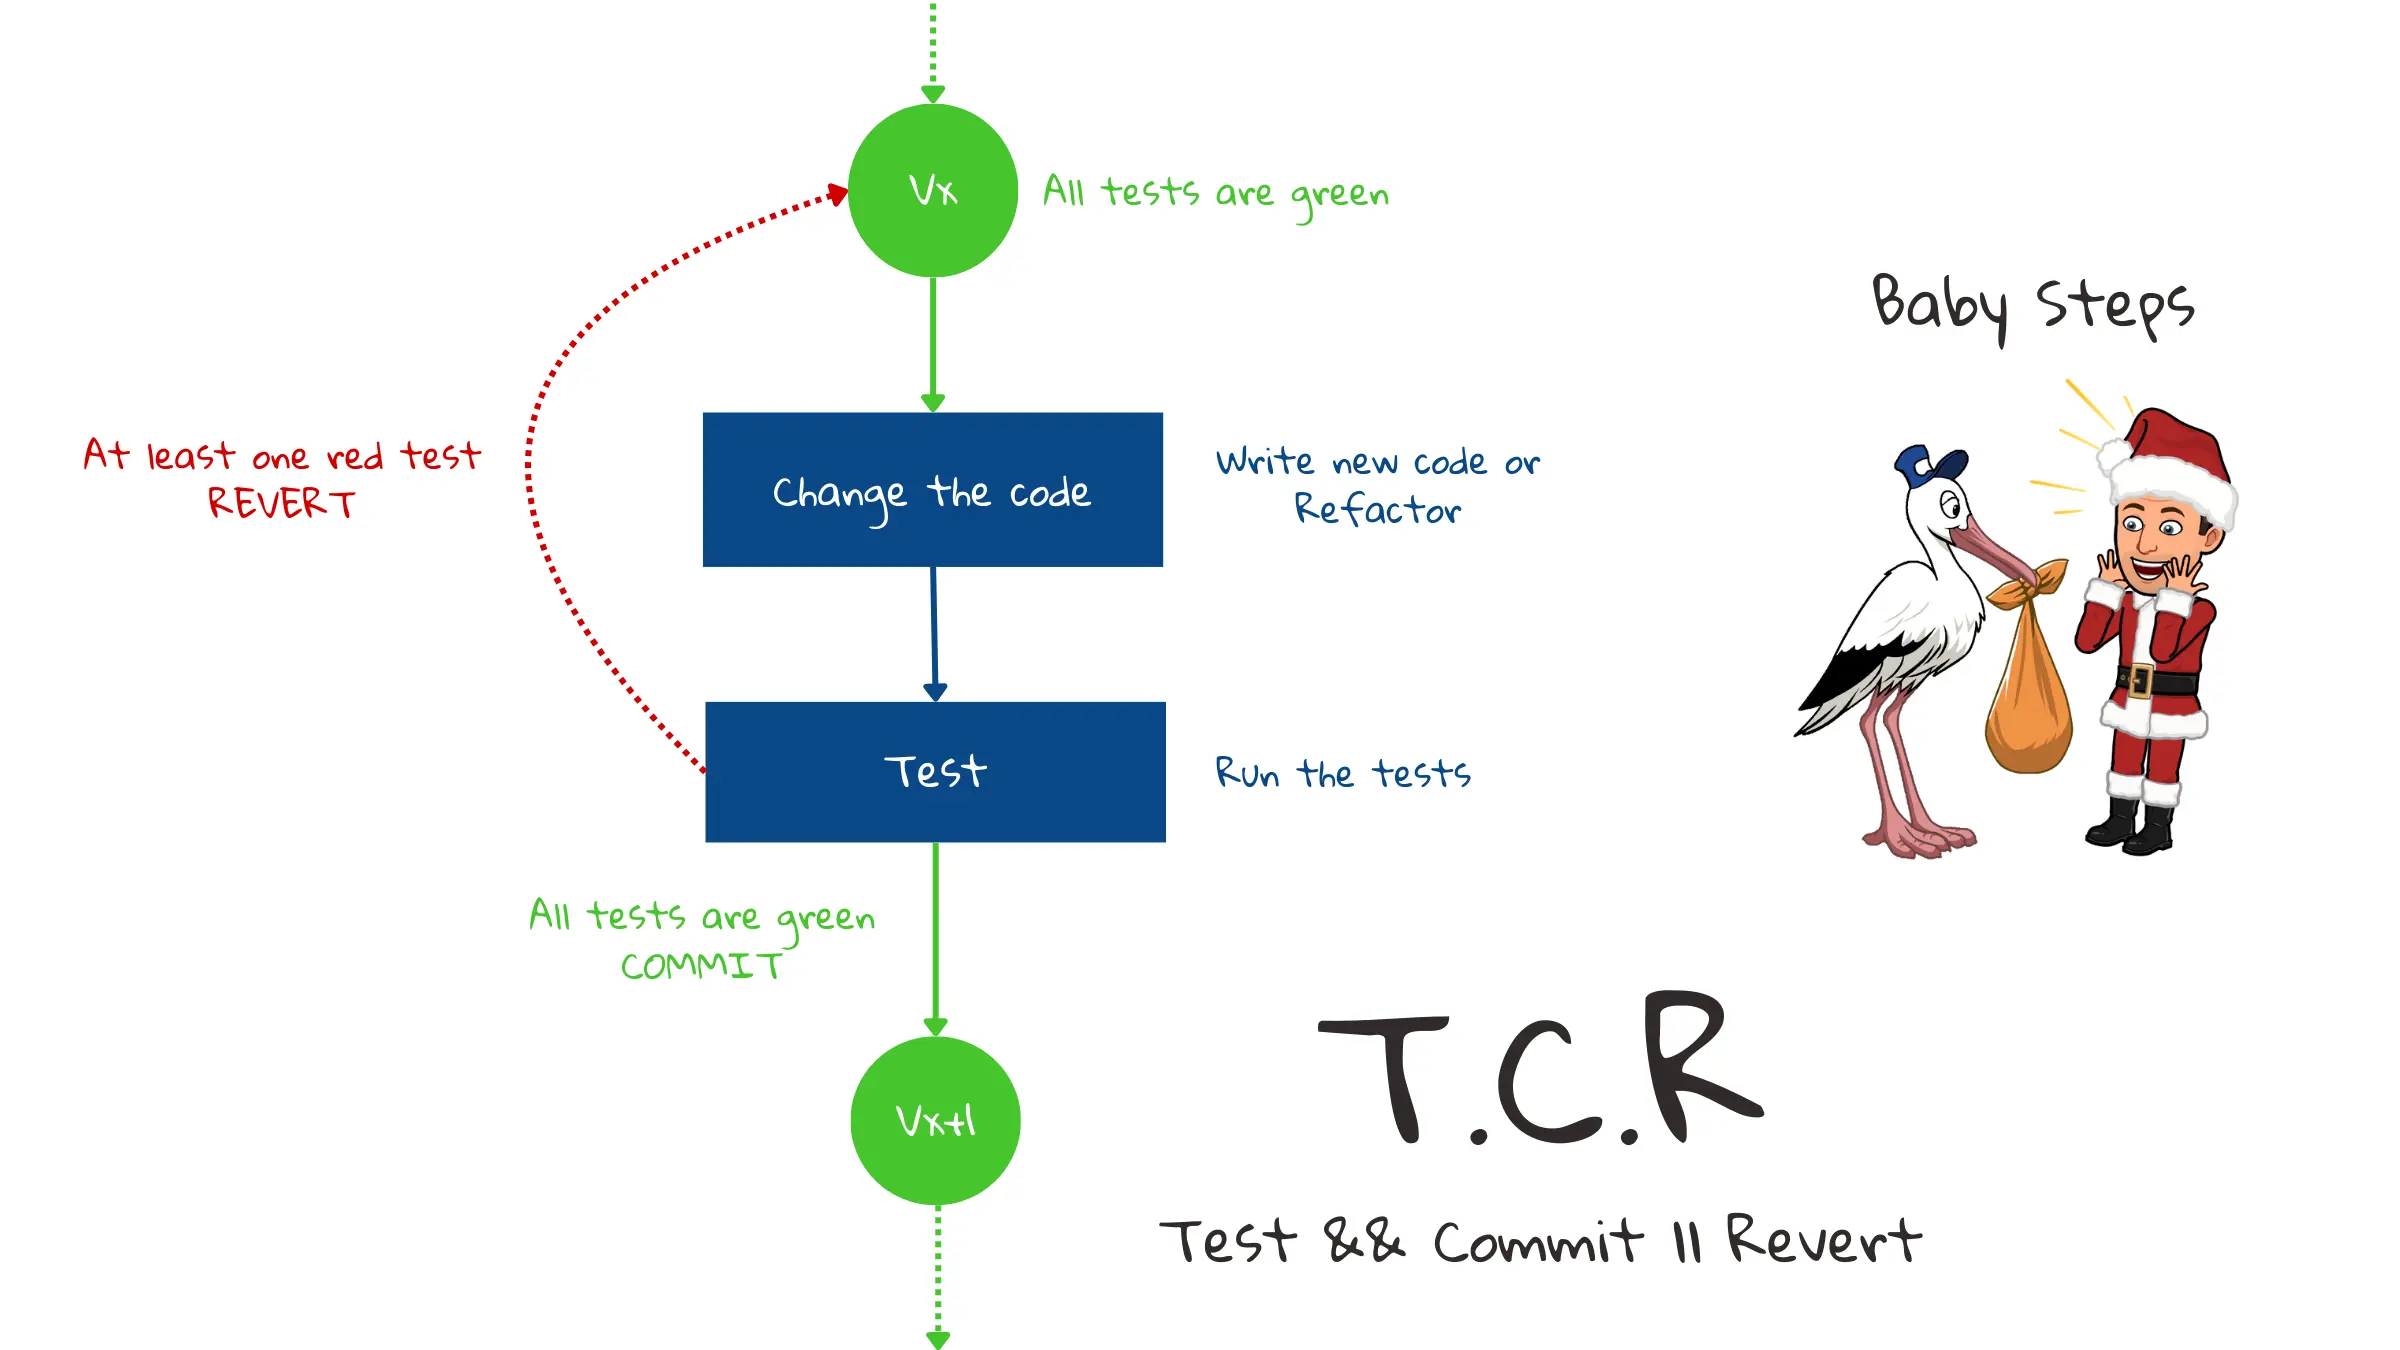 Vx
All tests are green
Baby Steps
At least one red test
REVERT
Change the code
Write new code or
Refactor
Test
Run the tests
All tests are green
COMMIT
Vx+1
T.C.R
Test && Commit || Revert